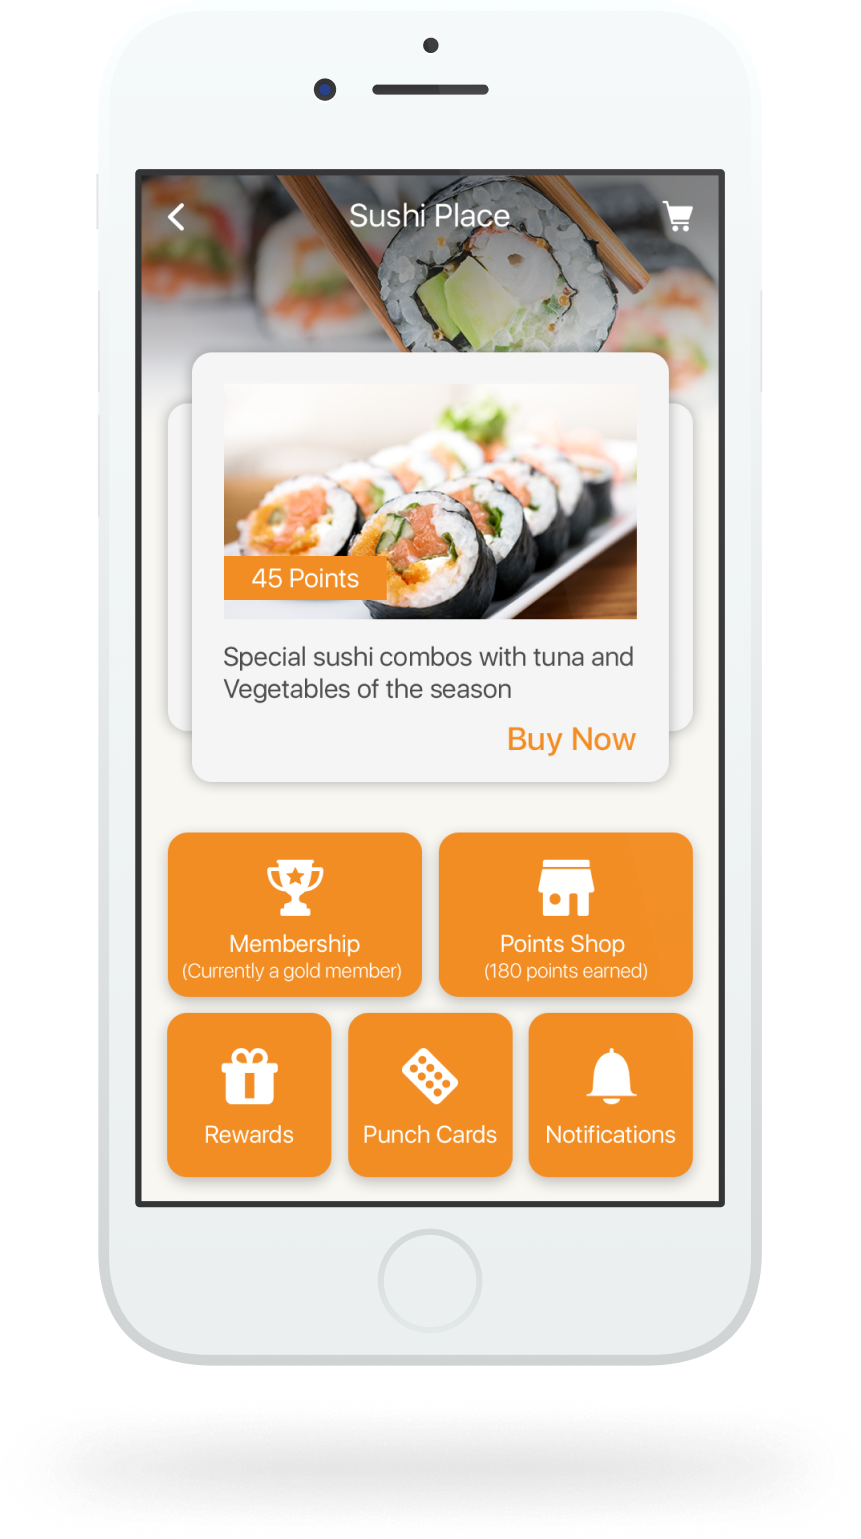 Sushi Place
45 Points
Special sushi combos with tuna and
Vegetables of the season
Buy Now
Membership
(Currently a gold member)
Points Shop
(180 points earned)
Rewards
Punch Cards
Notifications